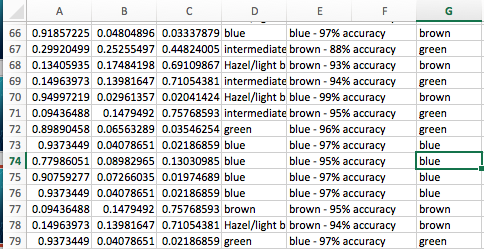 A B C D E F G
66 0.91857225 0.04804896 0.03337879 blue blue - 97% accuracy brown
67 0.29920499 0.25255497 0.44824005 intermediate brown - 88% accuracy green
68 0.13405935 0.17484198 0.69109867 Hazel/light b brown - 93% accuracy brown
69 0.14963973 0.13981647 0.71054381 intermediate brown - 94% accuracy green
70 0.94997219 0.02961357 0.02041424 Hazel/light b blue - 99% accuracy brown
71 0.09436488 0.1479492 0.75768593 intermediate brown - 95% accuracy green
72 0.89890458 0.06563289 0.03546254 green blue - 96% accuracy green
73 0.9373449 0.04078651 0.02186859 blue blue - 97% accuracy blue
74 0.77986051 0.08982965 0.13030985 blue blue - 95% accuracy blue
75 0.90759277 0.07266035 0.01974689 blue blue - 97% accuracy blue
76 0.9373449 0.04078651 0.02186859 blue blue - 97% accuracy blue
77 0.09436488 0.1479492 0.75768593 brown brown - 95% accuracy brown
78 0.14963973 0.13981647 0.71054381 Hazel/light b brown - 94% accuracy brown
79 0.9373449 0.04078651 0.02186859 green blue - 97% accuracy green